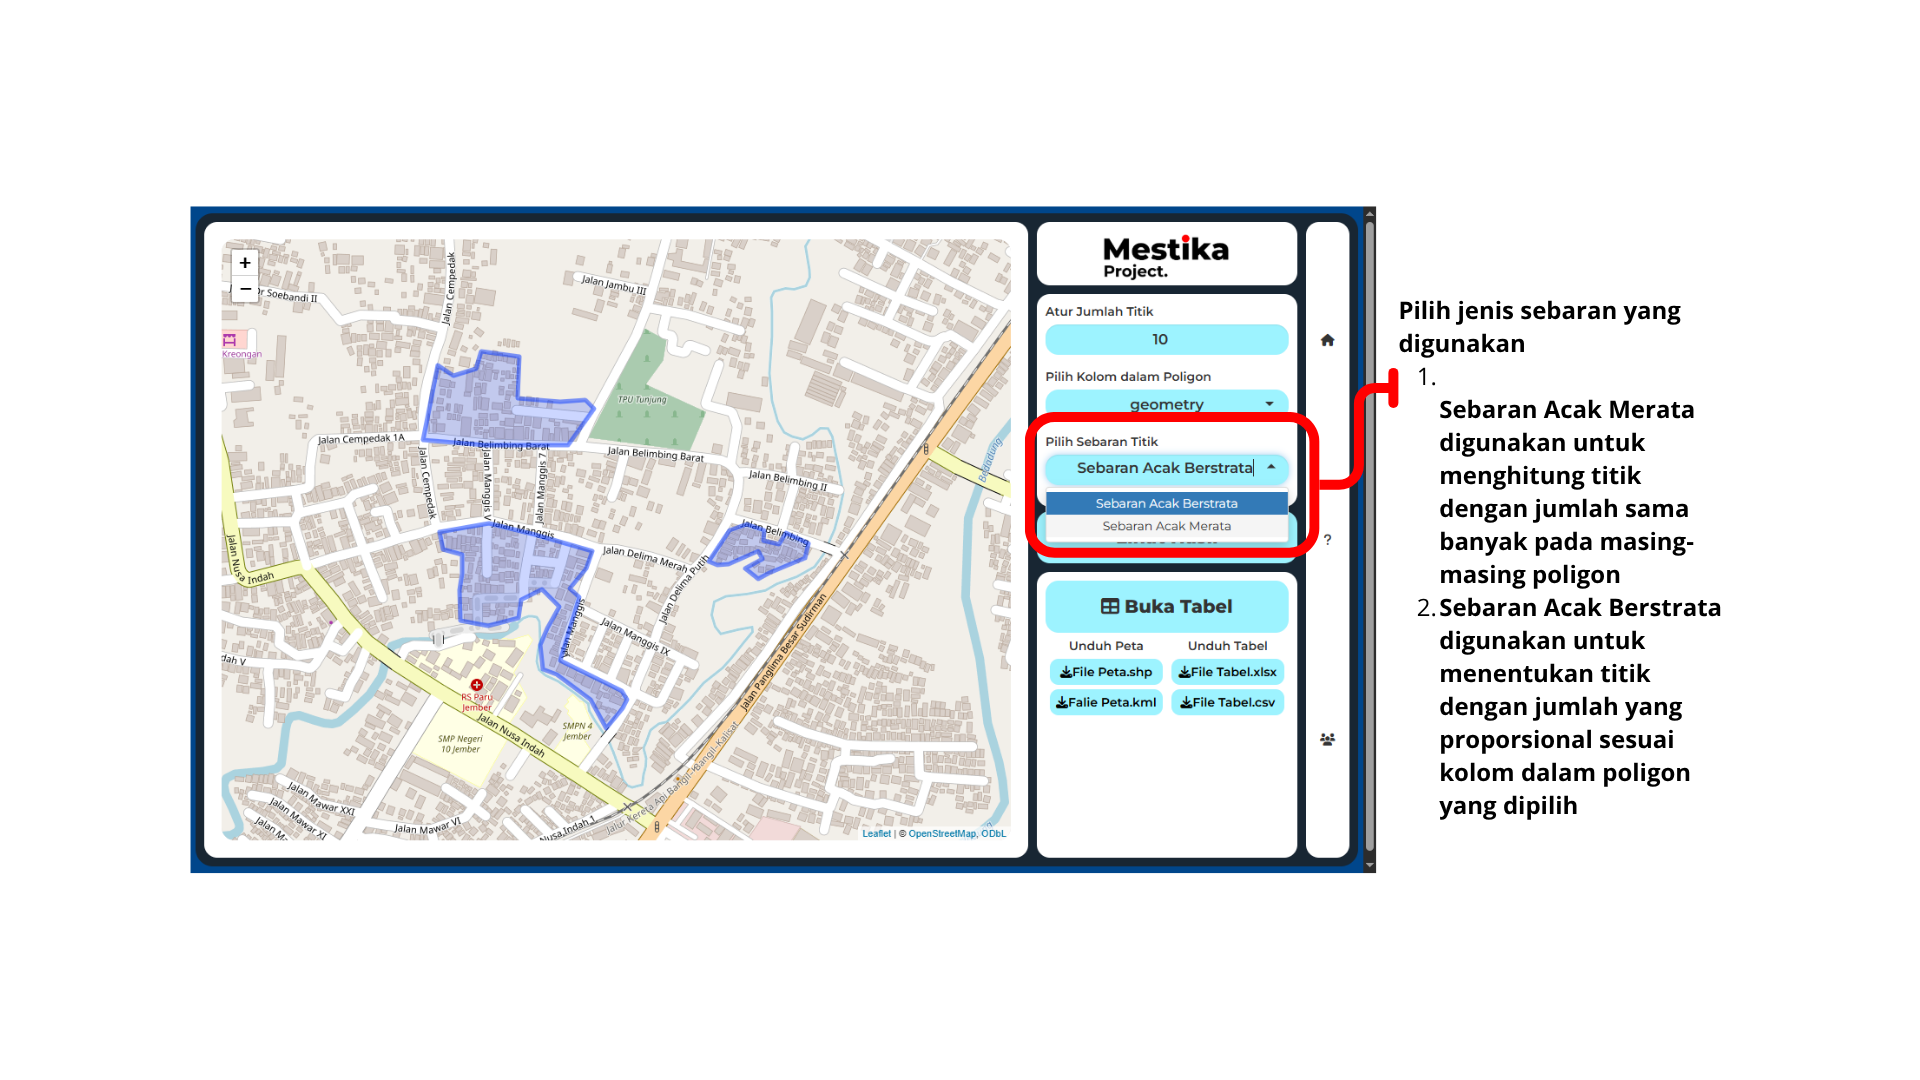 Mestika
Project.
Atur Jumlah Titik
10
Pilih Kolom dalam Poligon
geometry
Pilih Sebaran Titik
Sebaran Acak Berstrata
Sebaran Acak Berstrata
Sebaran Acak Merata
?
Buka Tabel
Unduh Peta
Unduh Tabel
File Peta.shp
File Tabel.xlsx
Falie Peta.kml
File Tabel.csv
Pilih jenis sebaran yang
digunakan
1.
Sebaran Acak Merata
digunakan untuk
menghitung titik
dengan jumlah sama
banyak pada masing-
masing poligon
2. Sebaran Acak Berstrata
digunakan untuk
menentukan titik
dengan jumlah yang
proporsional sesuai
kolom dalam poligon
yang dipilih
+
−
Soebandi II
Jalan Cempedak
Jalan Jambu III
Kreongan
TPU Tunjung
Jalan Cempedak 1A
Jalan Belimbing Barat
Jalan Belimbing Barat
Jalan Cempedak
Jalan Manggis V
Jalan Manggis 7
Jalan Belimbing II
Bedadung
Jalan Manggis
Jalan Belimbing
Jalan Nusa Indah
Jalan Delima Merah
Jalan Delima Putih
Jalan Manggis
Jalan Manggis IX
Jalan Panglima Besar Sudirman
dah V
RS Paru
Jember
Jalan Nusa Indah
SMPN 4
Jember
SMP Negeri
10 Jember
Jalur Kereta Api Bangil-Kalisat
Jalan Mawar XXI
Jalan Mawar XI
Jalan M
Jalan Mawar VI
Nusa Indah 1
Leaflet | © OpenStreetMap, ODbL